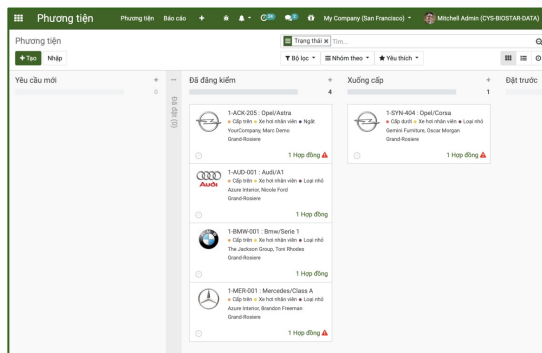 Phương tiện Phương tiện Báo cáo + My Company (San Francisco) Mitchell Admin (CYS-BIOSTAR-DATA)
Phương tiện
Trạng thái × Tìm...
+ Tạo Nhập
Bộ lọc Nhóm theo Yêu thích
Yêu cầu mới +
0
Đã đặt (0)
Đã đăng kiểm +
4
1-ACK-205 : Opel/Astra
Cấp trên Xe hơi nhân viên Ngắt
YourCompany, Marc Demo
Grand-Rosiere
1 Hợp đồng
Audi
1-AUD-001 : Audi/A1
Cấp trên Xe hơi nhân viên Loại nhỏ
Azure Interior, Nicole Ford
Grand-Rosiere
1 Hợp đồng
1-BMW-001 : Bmw/Serie 1
Cấp trên Xe hơi nhân viên Loại nhỏ
The Jackson Group, Toni Rhodes
Grand-Rosiere
1 Hợp đồng
1-MER-001 : Mercedes/Class A
Cấp trên Xe hơi nhân viên Loại nhỏ
Azure Interior, Brandon Freeman
Grand-Rosiere
1 Hợp đồng
Xuống cấp +
1
1-SYN-404 : Opel/Corsa
Cấp dưới Xe hơi nhân viên Loại nhỏ
Gemini Furniture, Oscar Morgan
Grand-Rosiere
1 Hợp đồng
Đặt trước